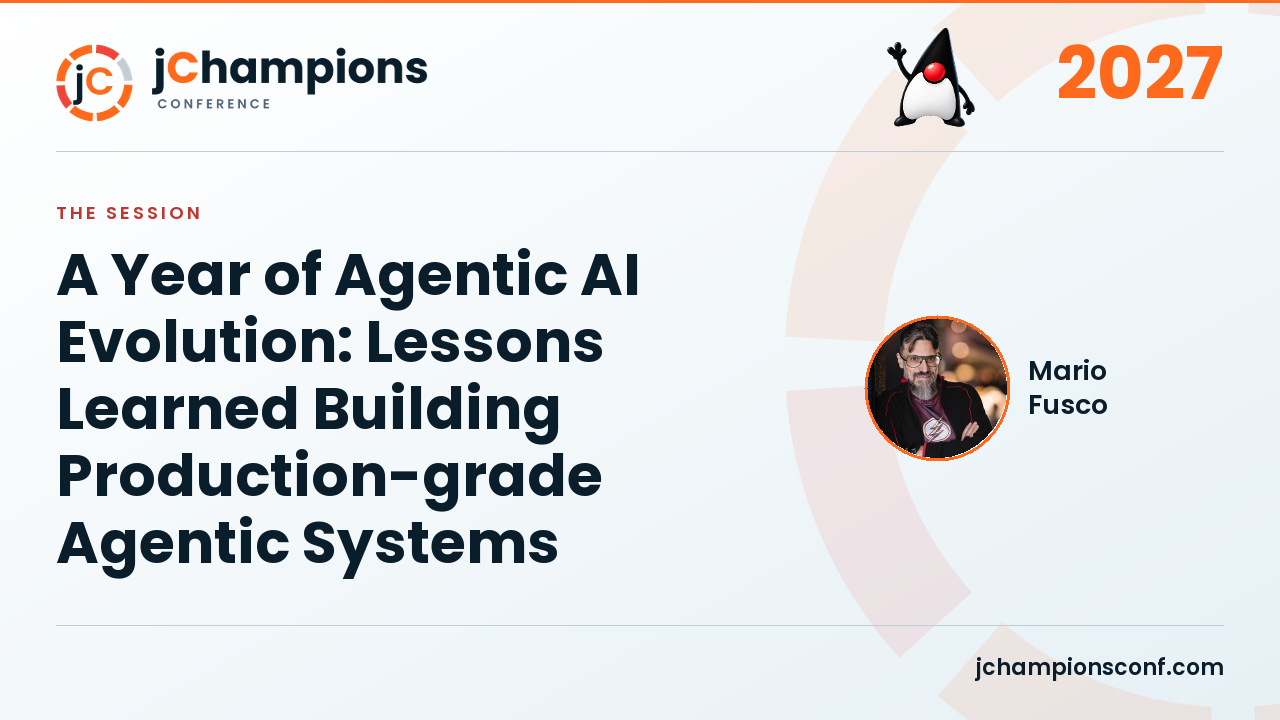 jC
jChampions
CONFERENCE
2027
THE SESSION
A Year of Agentic AI
Evolution: Lessons
Learned Building
Production-grade
Agentic Systems
Mario
Fusco
jchampionsconf.com